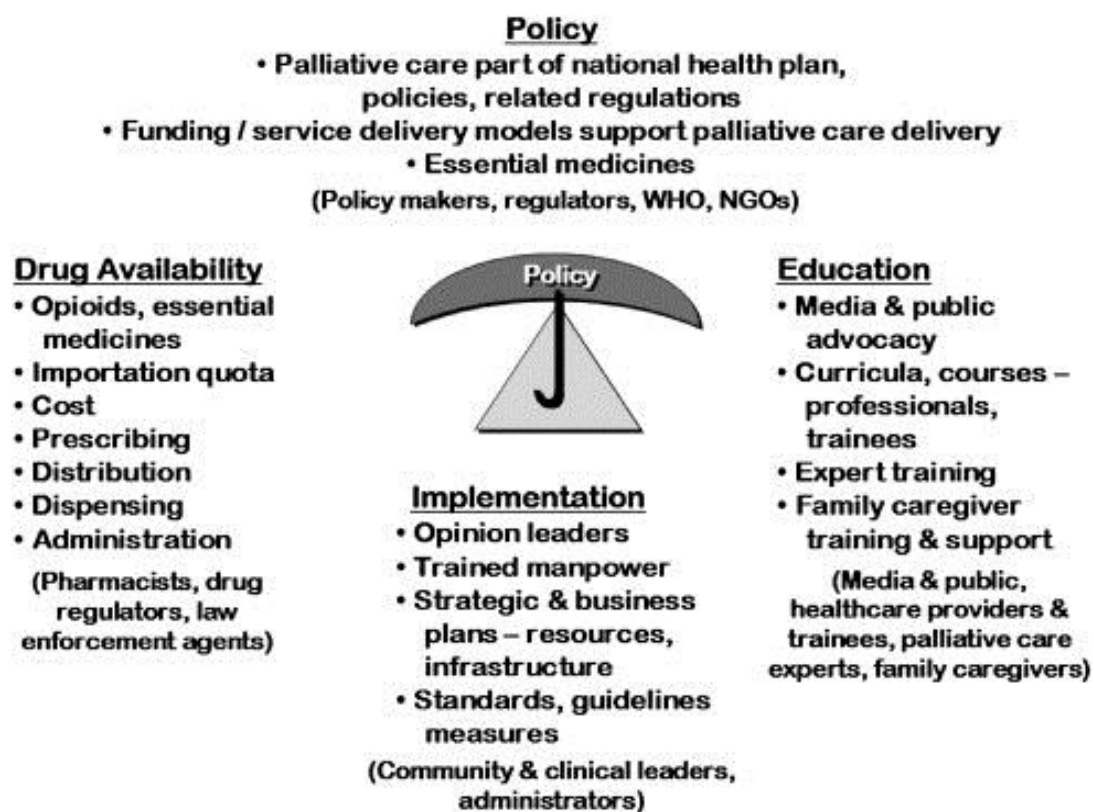 Policy
• Palliative care part of national health plan,
policies, related regulations
• Funding / service delivery models support palliative care delivery
• Essential medicines
(Policy makers, regulators, WHO, NGOs)
Drug Availability
• Opioids, essential
medicines
• Importation quota
• Cost
• Prescribing
• Distribution
• Dispensing
• Administration
(Pharmacists, drug
regulators, law
enforcement agents)
Policy
Implementation
• Opinion leaders
• Trained manpower
• Strategic & business
plans – resources,
infrastructure
• Standards, guidelines
measures
(Community & clinical leaders,
administrators)
Education
• Media & public
advocacy
• Curricula, courses –
professionals,
trainees
• Expert training
• Family caregiver
training & support
(Media & public,
healthcare providers &
trainees, palliative care
experts, family caregivers)